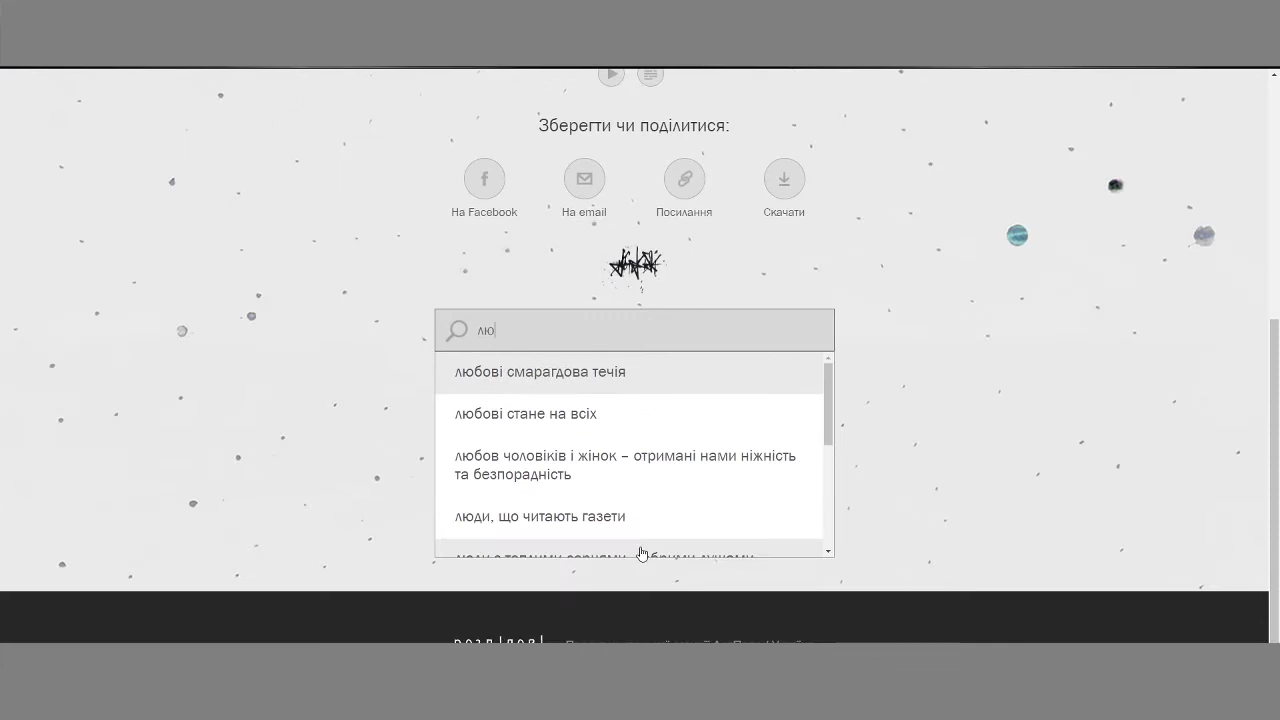 Зберегти чи поділитися:
На Facebook
На email
Посилання
Скачати
лю
любові смарагдова течія
любові стане на всіх
любов чоловіків і жінок – отримані нами ніжність
та безпорадність
люди, що читають газети